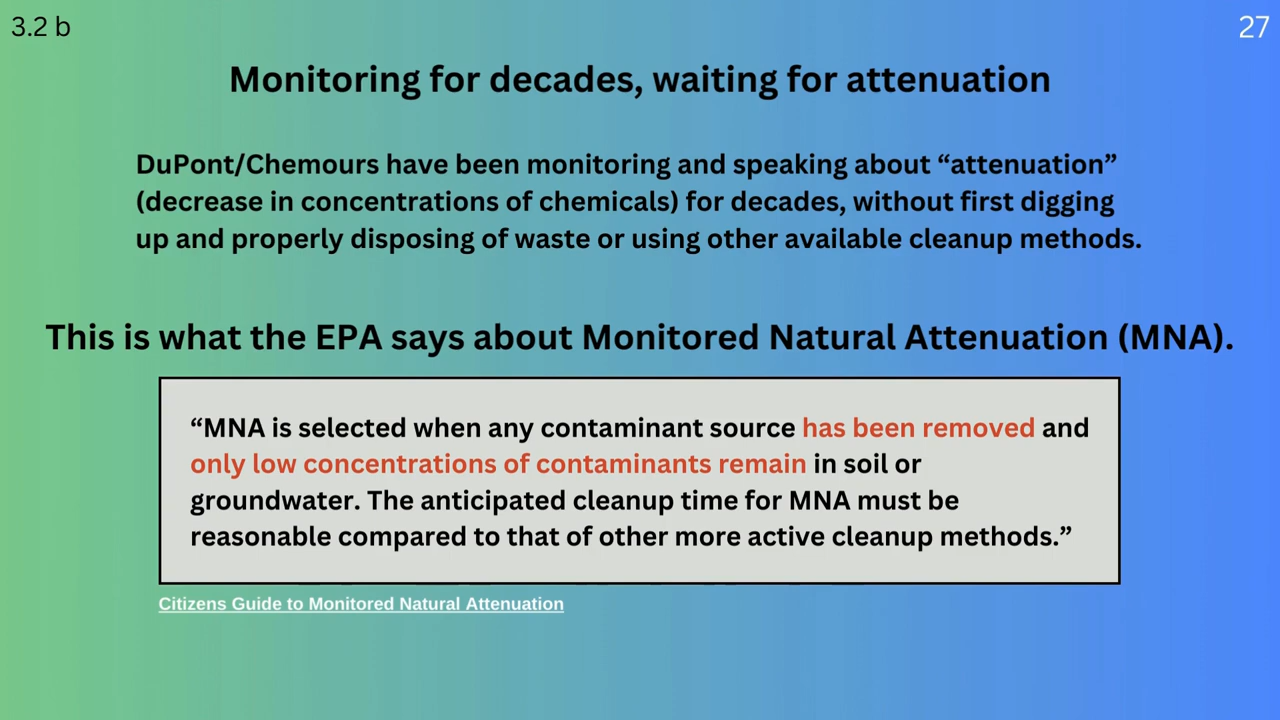 3.2 b
27
Monitoring for decades, waiting for attenuation
DuPont/Chemours have been monitoring and speaking about “attenuation”
(decrease in concentrations of chemicals) for decades, without first digging
up and properly disposing of waste or using other available cleanup methods.
This is what the EPA says about Monitored Natural Attenuation (MNA).
“MNA is selected when any contaminant source has been removed and
only low concentrations of contaminants remain in soil or
groundwater. The anticipated cleanup time for MNA must be
reasonable compared to that of other more active cleanup methods.”
Citizens Guide to Monitored Natural Attenuation